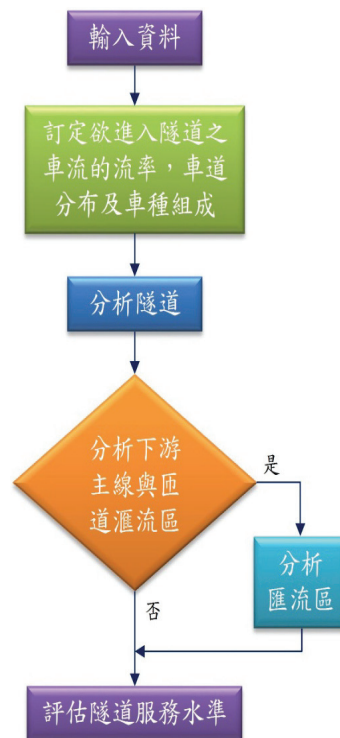 輸入資料
訂定欲進入隧道之
車流的流率，車道
分布及車種組成
分析隧道
分析下游
主線與匝
道滙流區
是
分析
匯流區
否
評估隧道服務水準